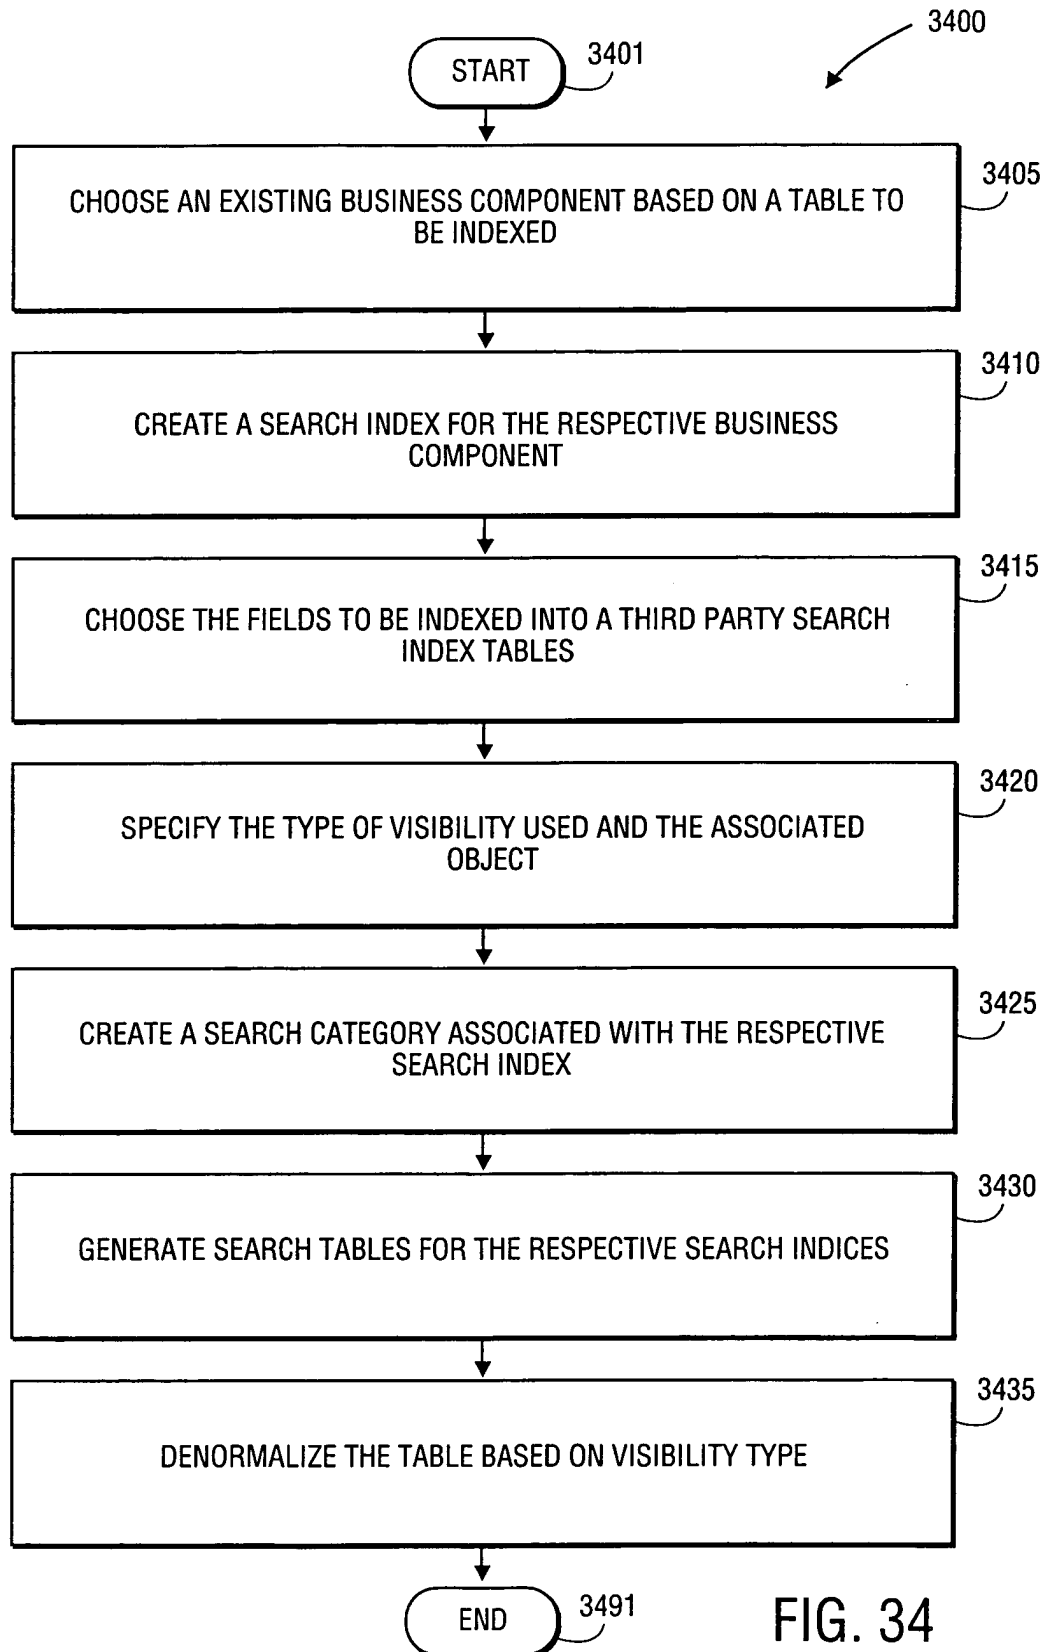 3400
START
3401
CHOOSE AN EXISTING BUSINESS COMPONENT BASED ON A TABLE TO
BE INDEXED
3405
CREATE A SEARCH INDEX FOR THE RESPECTIVE BUSINESS
COMPONENT
3410
CHOOSE THE FIELDS TO BE INDEXED INTO A THIRD PARTY SEARCH
INDEX TABLES
3415
SPECIFY THE TYPE OF VISIBILITY USED AND THE ASSOCIATED
OBJECT
3420
CREATE A SEARCH CATEGORY ASSOCIATED WITH THE RESPECTIVE
SEARCH INDEX
3425
GENERATE SEARCH TABLES FOR THE RESPECTIVE SEARCH INDICES
3430
DENORMALIZE THE TABLE BASED ON VISIBILITY TYPE
3435
END
3491
FIG. 34